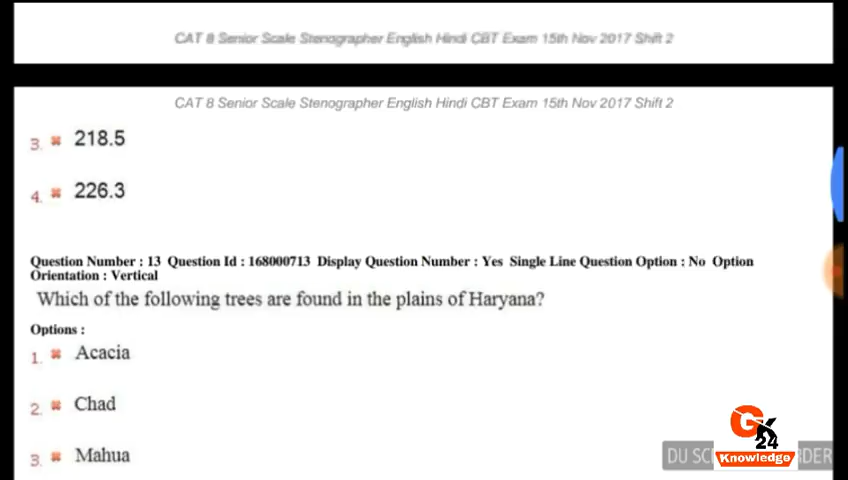 CAT 8 Senior Scale Stenographer English Hindi CBT Exam 15th Nov 2017 Shift 2
CAT 8 Senior Scale Stenographer English Hindi CBT Exam 15th Nov 2017 Shift 2
3. 218.5
4. 226.3
Question Number : 13 Question Id : 168000713 Display Question Number : Yes Single Line Question Option : No Option
Orientation : Vertical
Which of the following trees are found in the plains of Haryana?
Options :
1. Acacia
2. Chad
3. Mahua
GK
24
Knowledge
DU